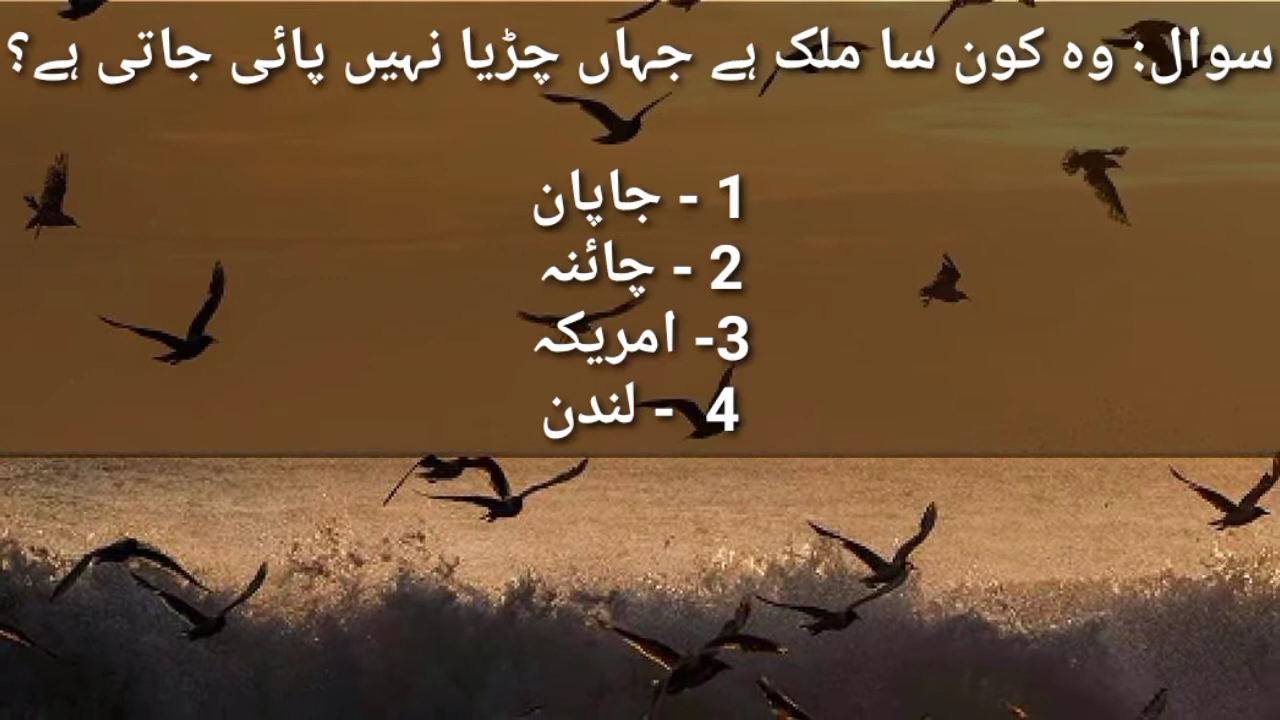 سوال: وہ کون سا ملک ہے جہاں چڑیا نہیں پائی جاتی ہے؟
1 - جاپان
2 - چائنہ
3- امریکہ
4 - لندن